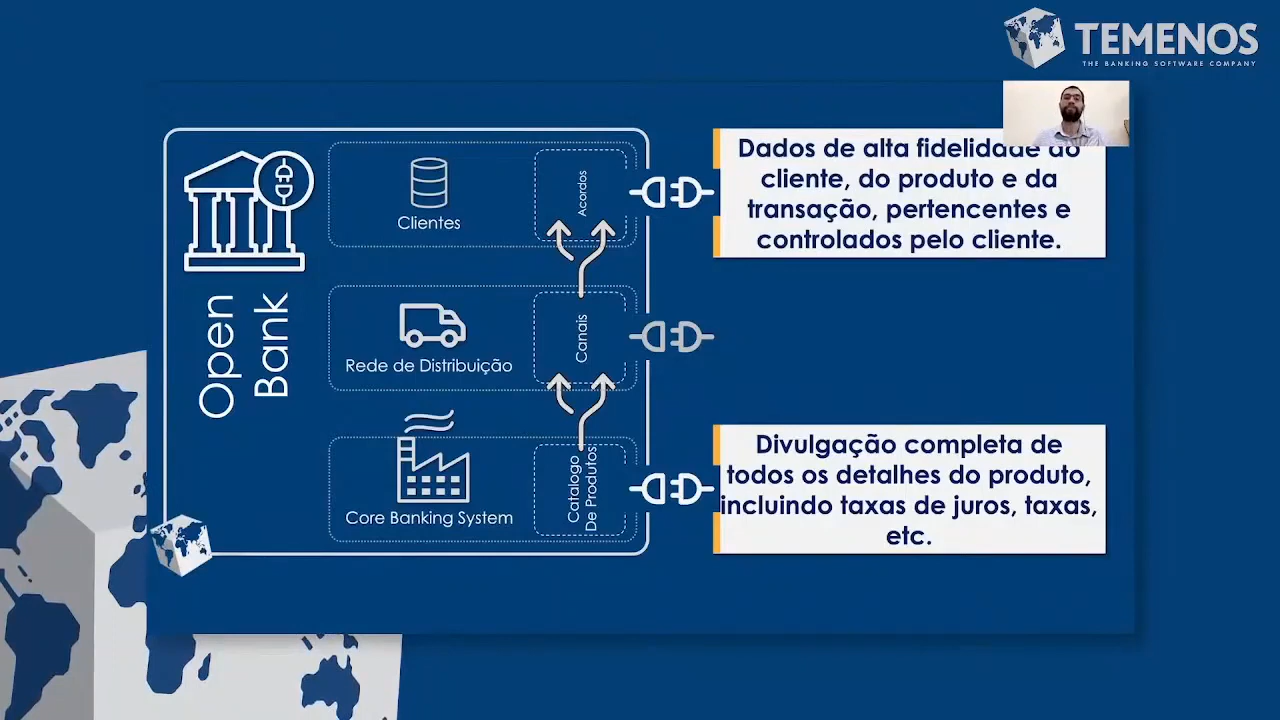 TEMENOS
THE BANKING SOFTWARE COMPANY
Open
Bank
Clientes
Acordos
Dados de alta fidelidade do
cliente, do produto e da
transação, pertencentes e
controlados pelo cliente.
Rede de Distribuição
Canais
Core Banking System
Catalogo
De Produtos
Divulgação completa de
todos os detalhes do produto,
incluindo taxas de juros, taxas,
etc.